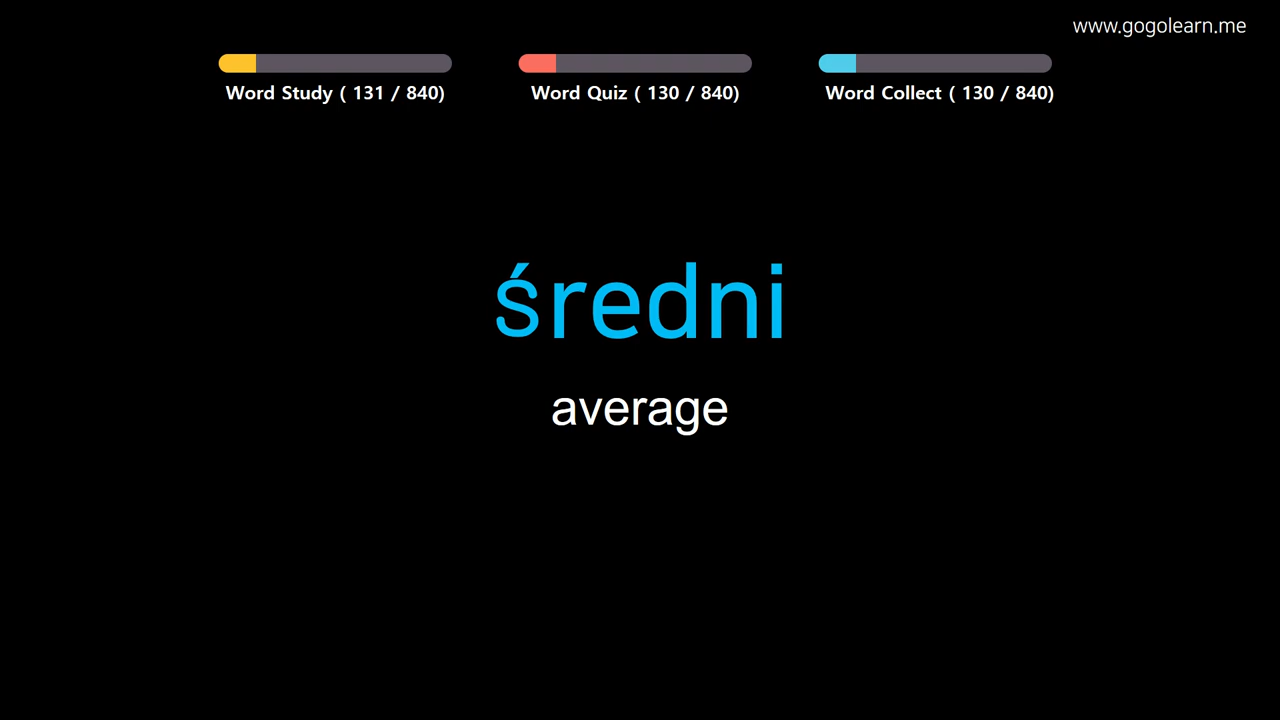 www.gogolearn.me
Word Study ( 131 / 840)
Word Quiz ( 130 / 840)
Word Collect ( 130 / 840)
średni
average